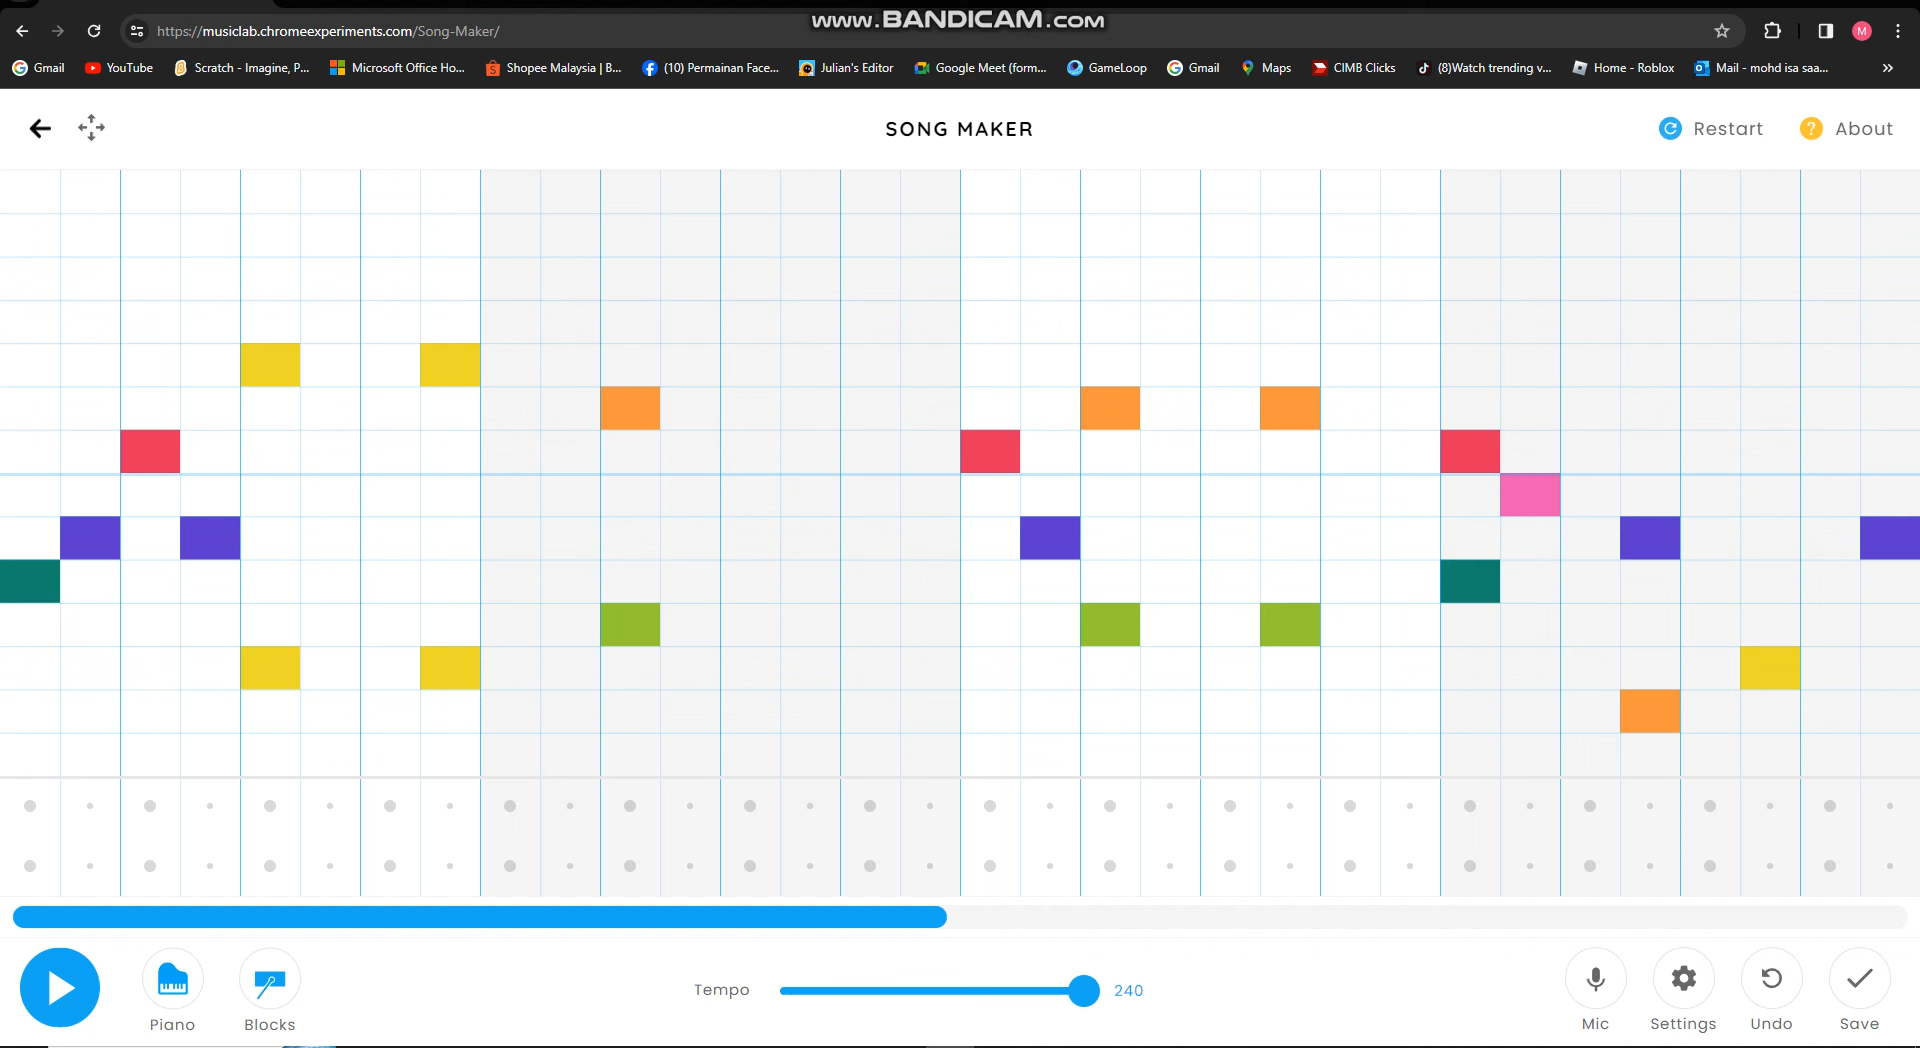 WWW.BANDICAM.COM
https://musiclab.chromeexperiments.com/Song-Maker/
M
Gmail YouTube Scratch - Imagine, P... Microsoft Office Ho... Shopee Malaysia | B... (10) Permainan Face... Julian's Editor Google Meet (form... GameLoop Gmail Maps CIMB Clicks (8)Watch trending v... Home - Roblox Mail - mohd isa saa... »
SONG MAKER Restart ? About
Tempo 240
Piano Blocks Mic Settings Undo Save